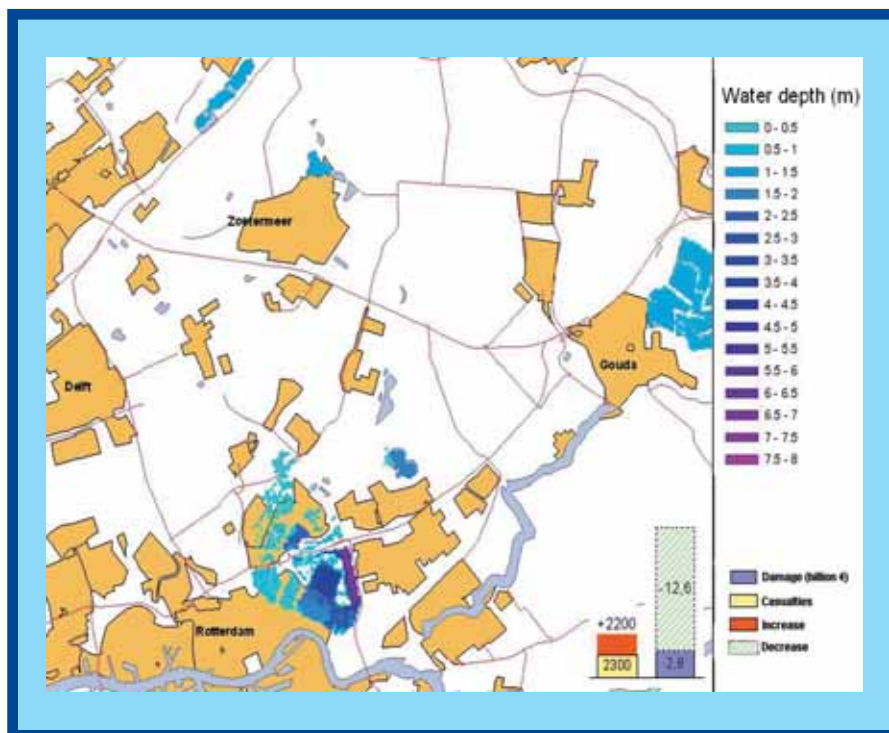 Water depth (m)
0 - 0.5
0.5 - 1
1 - 1.5
1.5 - 2
2 - 2.5
2.5 - 3
3 - 3.5
3.5 - 4
4 - 4.5
4.5 - 5
5 - 5.5
5.5 - 6
6 - 6.5
6.5 - 7
7 - 7.5
7.5 - 8
Zoetermeer
Delft
Gouda
Rotterdam
+2200
2300
-12,6
2,8
Damage (billion €)
Casualties
Increase
Decrease